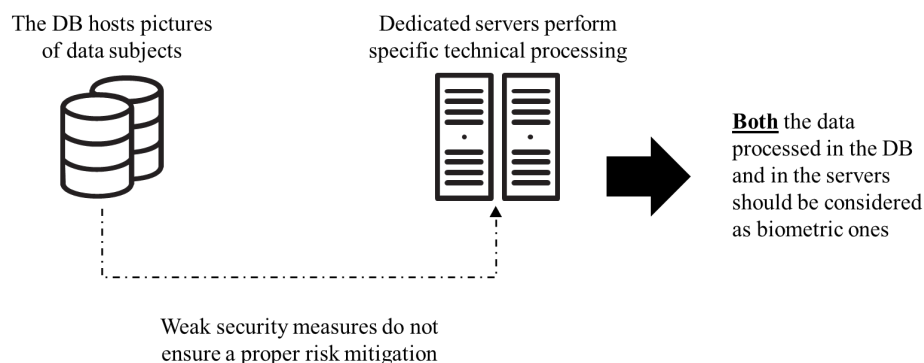 The DB hosts pictures
of data subjects
Dedicated servers perform
specific technical processing
Both the data
processed in the DB
and in the servers
should be considered
as biometric ones
Weak security measures do not
ensure a proper risk mitigation